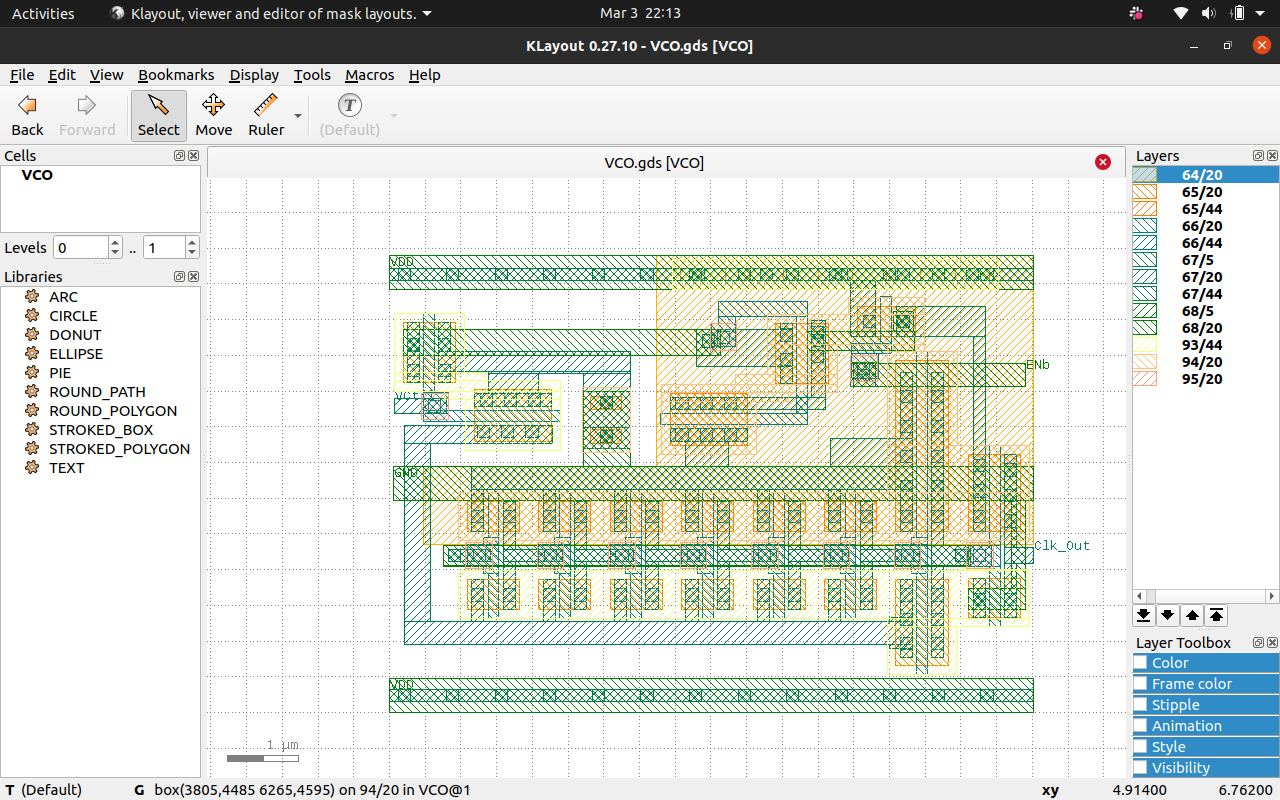 Activities Klayout, viewer and editor of mask layouts. Mar 3 22:13
KLayout 0.27.10 - VCO.gds [VCO]
File Edit View Bookmarks Display Tools Macros Help
Back Forward Select Move Ruler (Default)
Cells
VCO
Levels 0 .. 1
Libraries
ARC
CIRCLE
DONUT
ELLIPSE
PIE
ROUND_PATH
ROUND_POLYGON
STROKED_BOX
STROKED_POLYGON
TEXT
VCO.gds [VCO]
VDD
ENb
GND
Clk_Out
VDD
1 µm
Layers
64/20
65/20
65/44
66/20
66/44
67/5
67/20
67/44
68/5
68/20
93/44
94/20
95/20
Layer Toolbox
Color
Frame color
Stipple
Animation
Style
Visibility
T (Default) G box(3805,4485 6265,4595) on 94/20 in VCO@1 xy 4.91400 6.76200